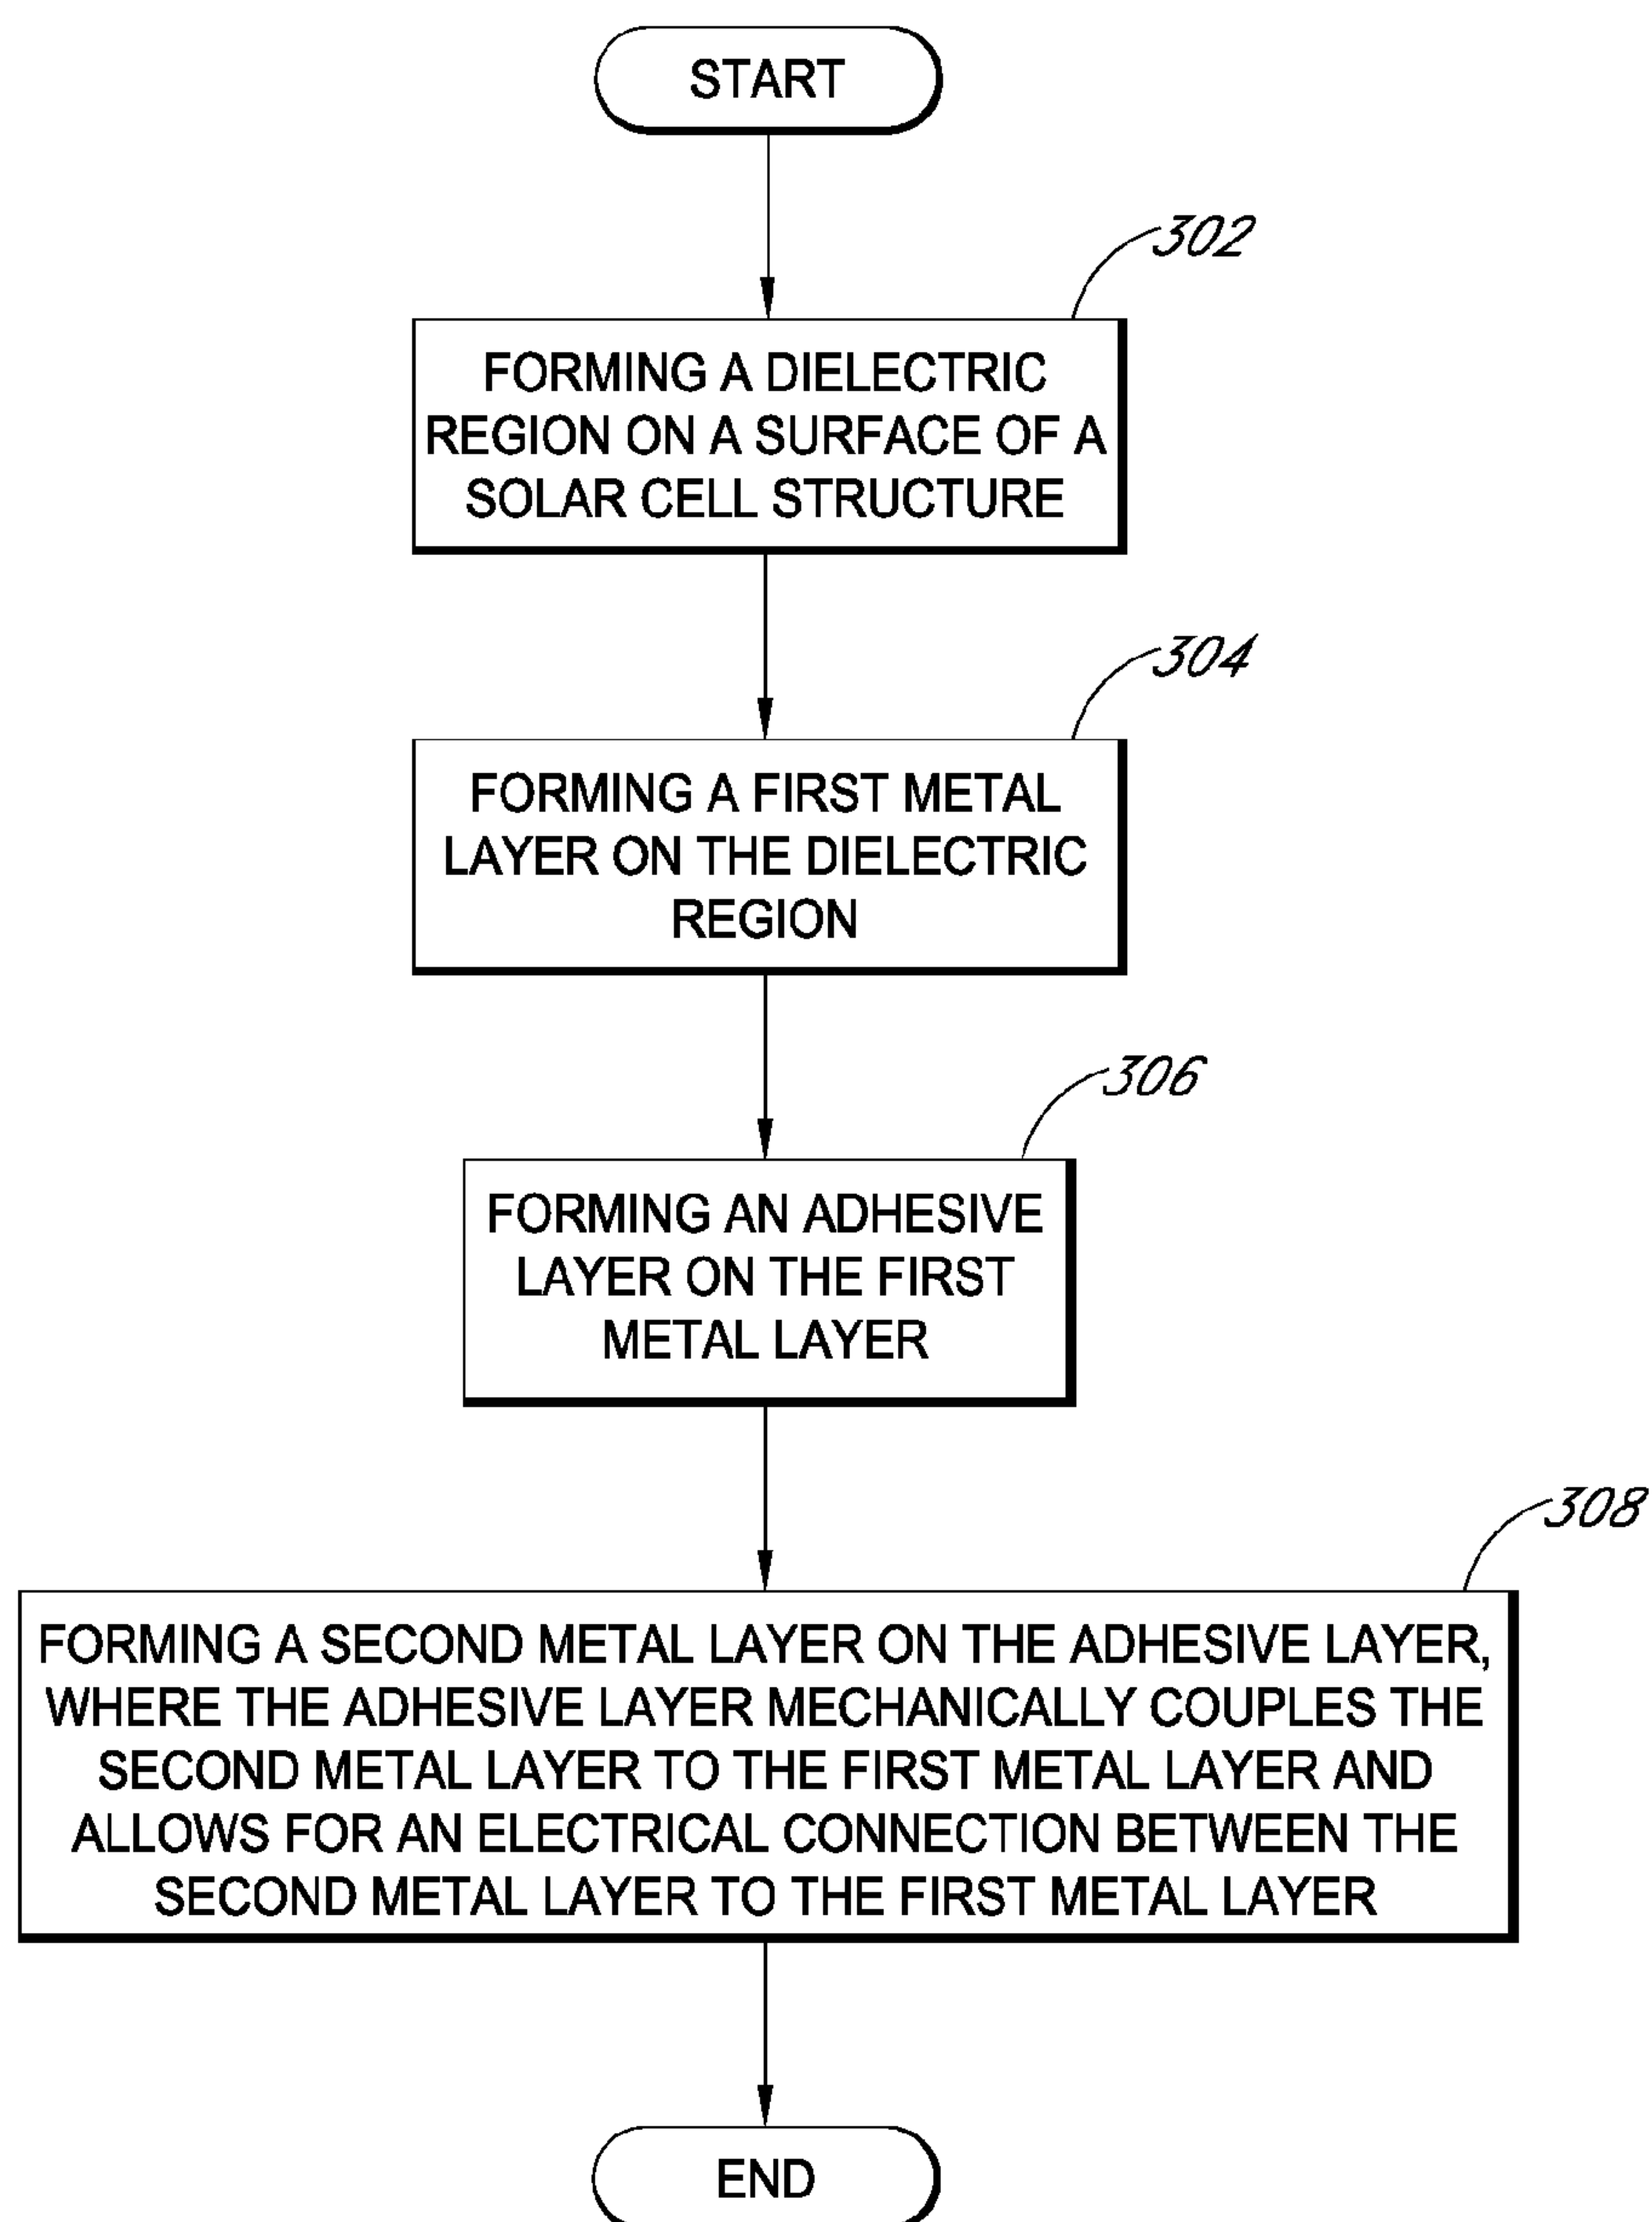 START
302
FORMING A DIELECTRIC
REGION ON A SURFACE OF A
SOLAR CELL STRUCTURE
304
FORMING A FIRST METAL
LAYER ON THE DIELECTRIC
REGION
306
FORMING AN ADHESIVE
LAYER ON THE FIRST
METAL LAYER
308
FORMING A SECOND METAL LAYER ON THE ADHESIVE LAYER,
WHERE THE ADHESIVE LAYER MECHANICALLY COUPLES THE
SECOND METAL LAYER TO THE FIRST METAL LAYER AND
ALLOWS FOR AN ELECTRICAL CONNECTION BETWEEN THE
SECOND METAL LAYER TO THE FIRST METAL LAYER
END